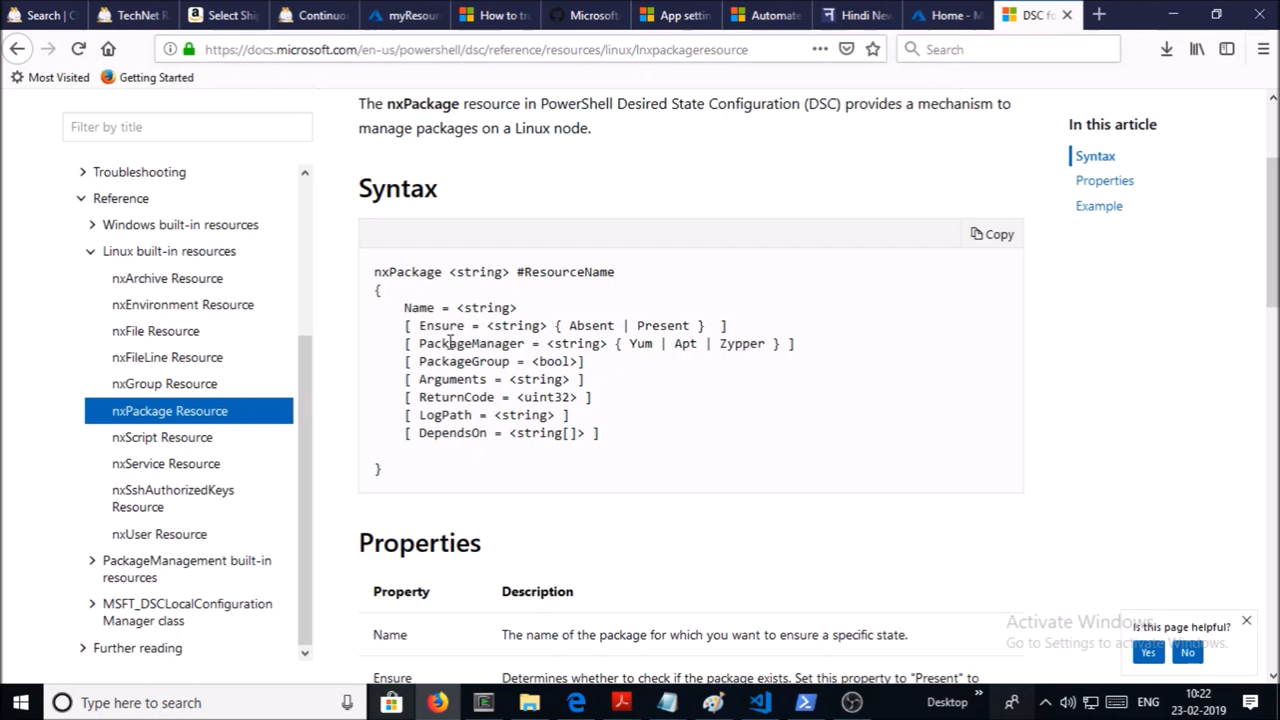 Search | C
TechNet R
Select Shi
Continuo
myResou
How to tr
Microsof
App setti
Automate
Hindi Nev
Home - M
DSC fo
https://docs.microsoft.com/en-us/powershell/dsc/reference/resources/linux/lnxpackageresource
Search
Most Visited
Getting Started
Filter by title
Troubleshooting
Reference
Windows built-in resources
Linux built-in resources
nxArchive Resource
nxEnvironment Resource
nxFile Resource
nxFileLine Resource
nxGroup Resource
nxPackage Resource
nxScript Resource
nxService Resource
nxSshAuthorizedKeys
Resource
nxUser Resource
PackageManagement built-in
resources
MSFT_DSCLocalConfiguration
Manager class
Further reading
The nxPackage resource in PowerShell Desired State Configuration (DSC) provides a mechanism to
manage packages on a Linux node.
Syntax
Copy
nxPackage <string> #ResourceName
{
Name = <string>
[ Ensure = <string> { Absent | Present }  ]
[ PackageManager = <string> { Yum | Apt | Zypper } ]
[ PackageGroup = <bool>]
[ Arguments = <string> ]
[ ReturnCode = <uint32> ]
[ LogPath = <string> ]
[ DependsOn = <string[]> ]
}
Properties
Property Description
Name The name of the package for which you want to ensure a specific state.
Ensure Determines whether to check if the package exists. Set this property to "Present" to
In this article
Syntax
Properties
Example
Activate Windows
Go to Settings to activate Windows.
Is this page helpful?
Yes No
Type here to search
Desktop
ENG
10:22
23-02-2019